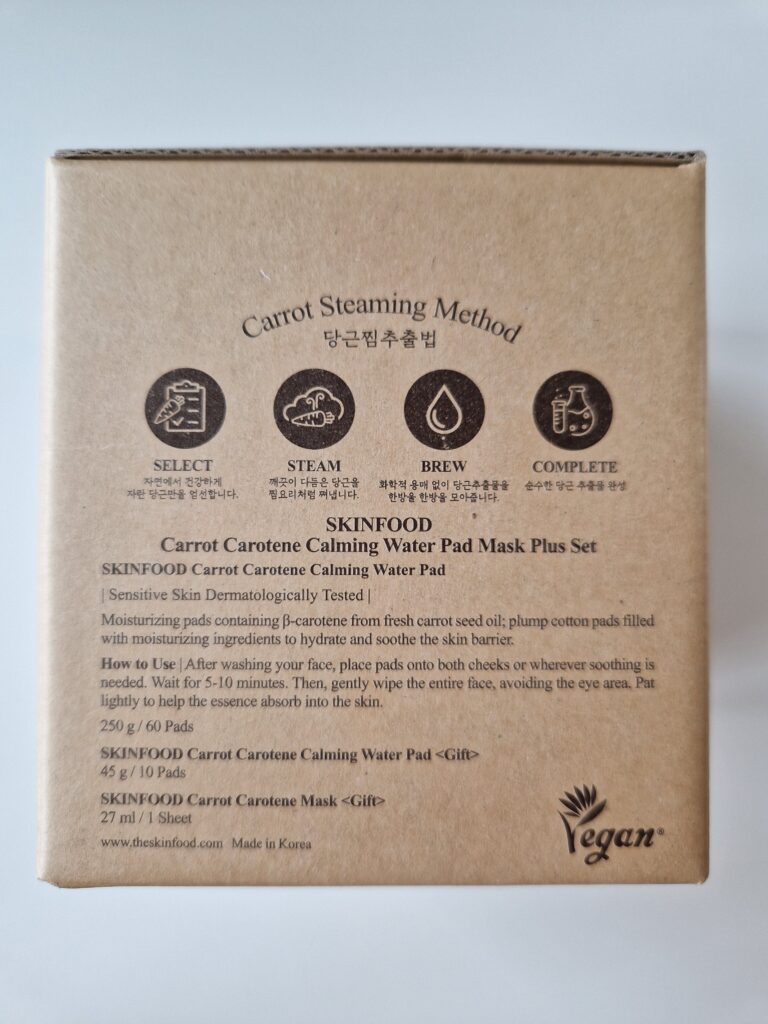 Carrot Steaming Method
당근찜추출법
SELECT
자연에서 건강하게
자란 당근만을 엄선합니다.
STEAM
깨끗이 다듬은 당근을
찜요리처럼 쪄냅니다.
BREW
화학적 용매 없이 당근추출물을
한방울 한방울 모아줍니다.
COMPLETE
순수한 당근 추출물 완성
SKINFOOD
Carrot Carotene Calming Water Pad Mask Plus Set
SKINFOOD Carrot Carotene Calming Water Pad
| Sensitive Skin Dermatologically Tested |
Moisturizing pads containing β-carotene from fresh carrot seed oil; plump cotton pads filled
with moisturizing ingredients to hydrate and soothe the skin barrier.
How to Use | After washing your face, place pads onto both cheeks or wherever soothing is
needed. Wait for 5-10 minutes. Then, gently wipe the entire face, avoiding the eye area. Pat
lightly to help the essence absorb into the skin.
250 g / 60 Pads
SKINFOOD Carrot Carotene Calming Water Pad <Gift>
45 g / 10 Pads
SKINFOOD Carrot Carotene Mask <Gift>
27 ml / 1 Sheet
www.theskinfood.com Made in Korea
Vegan®